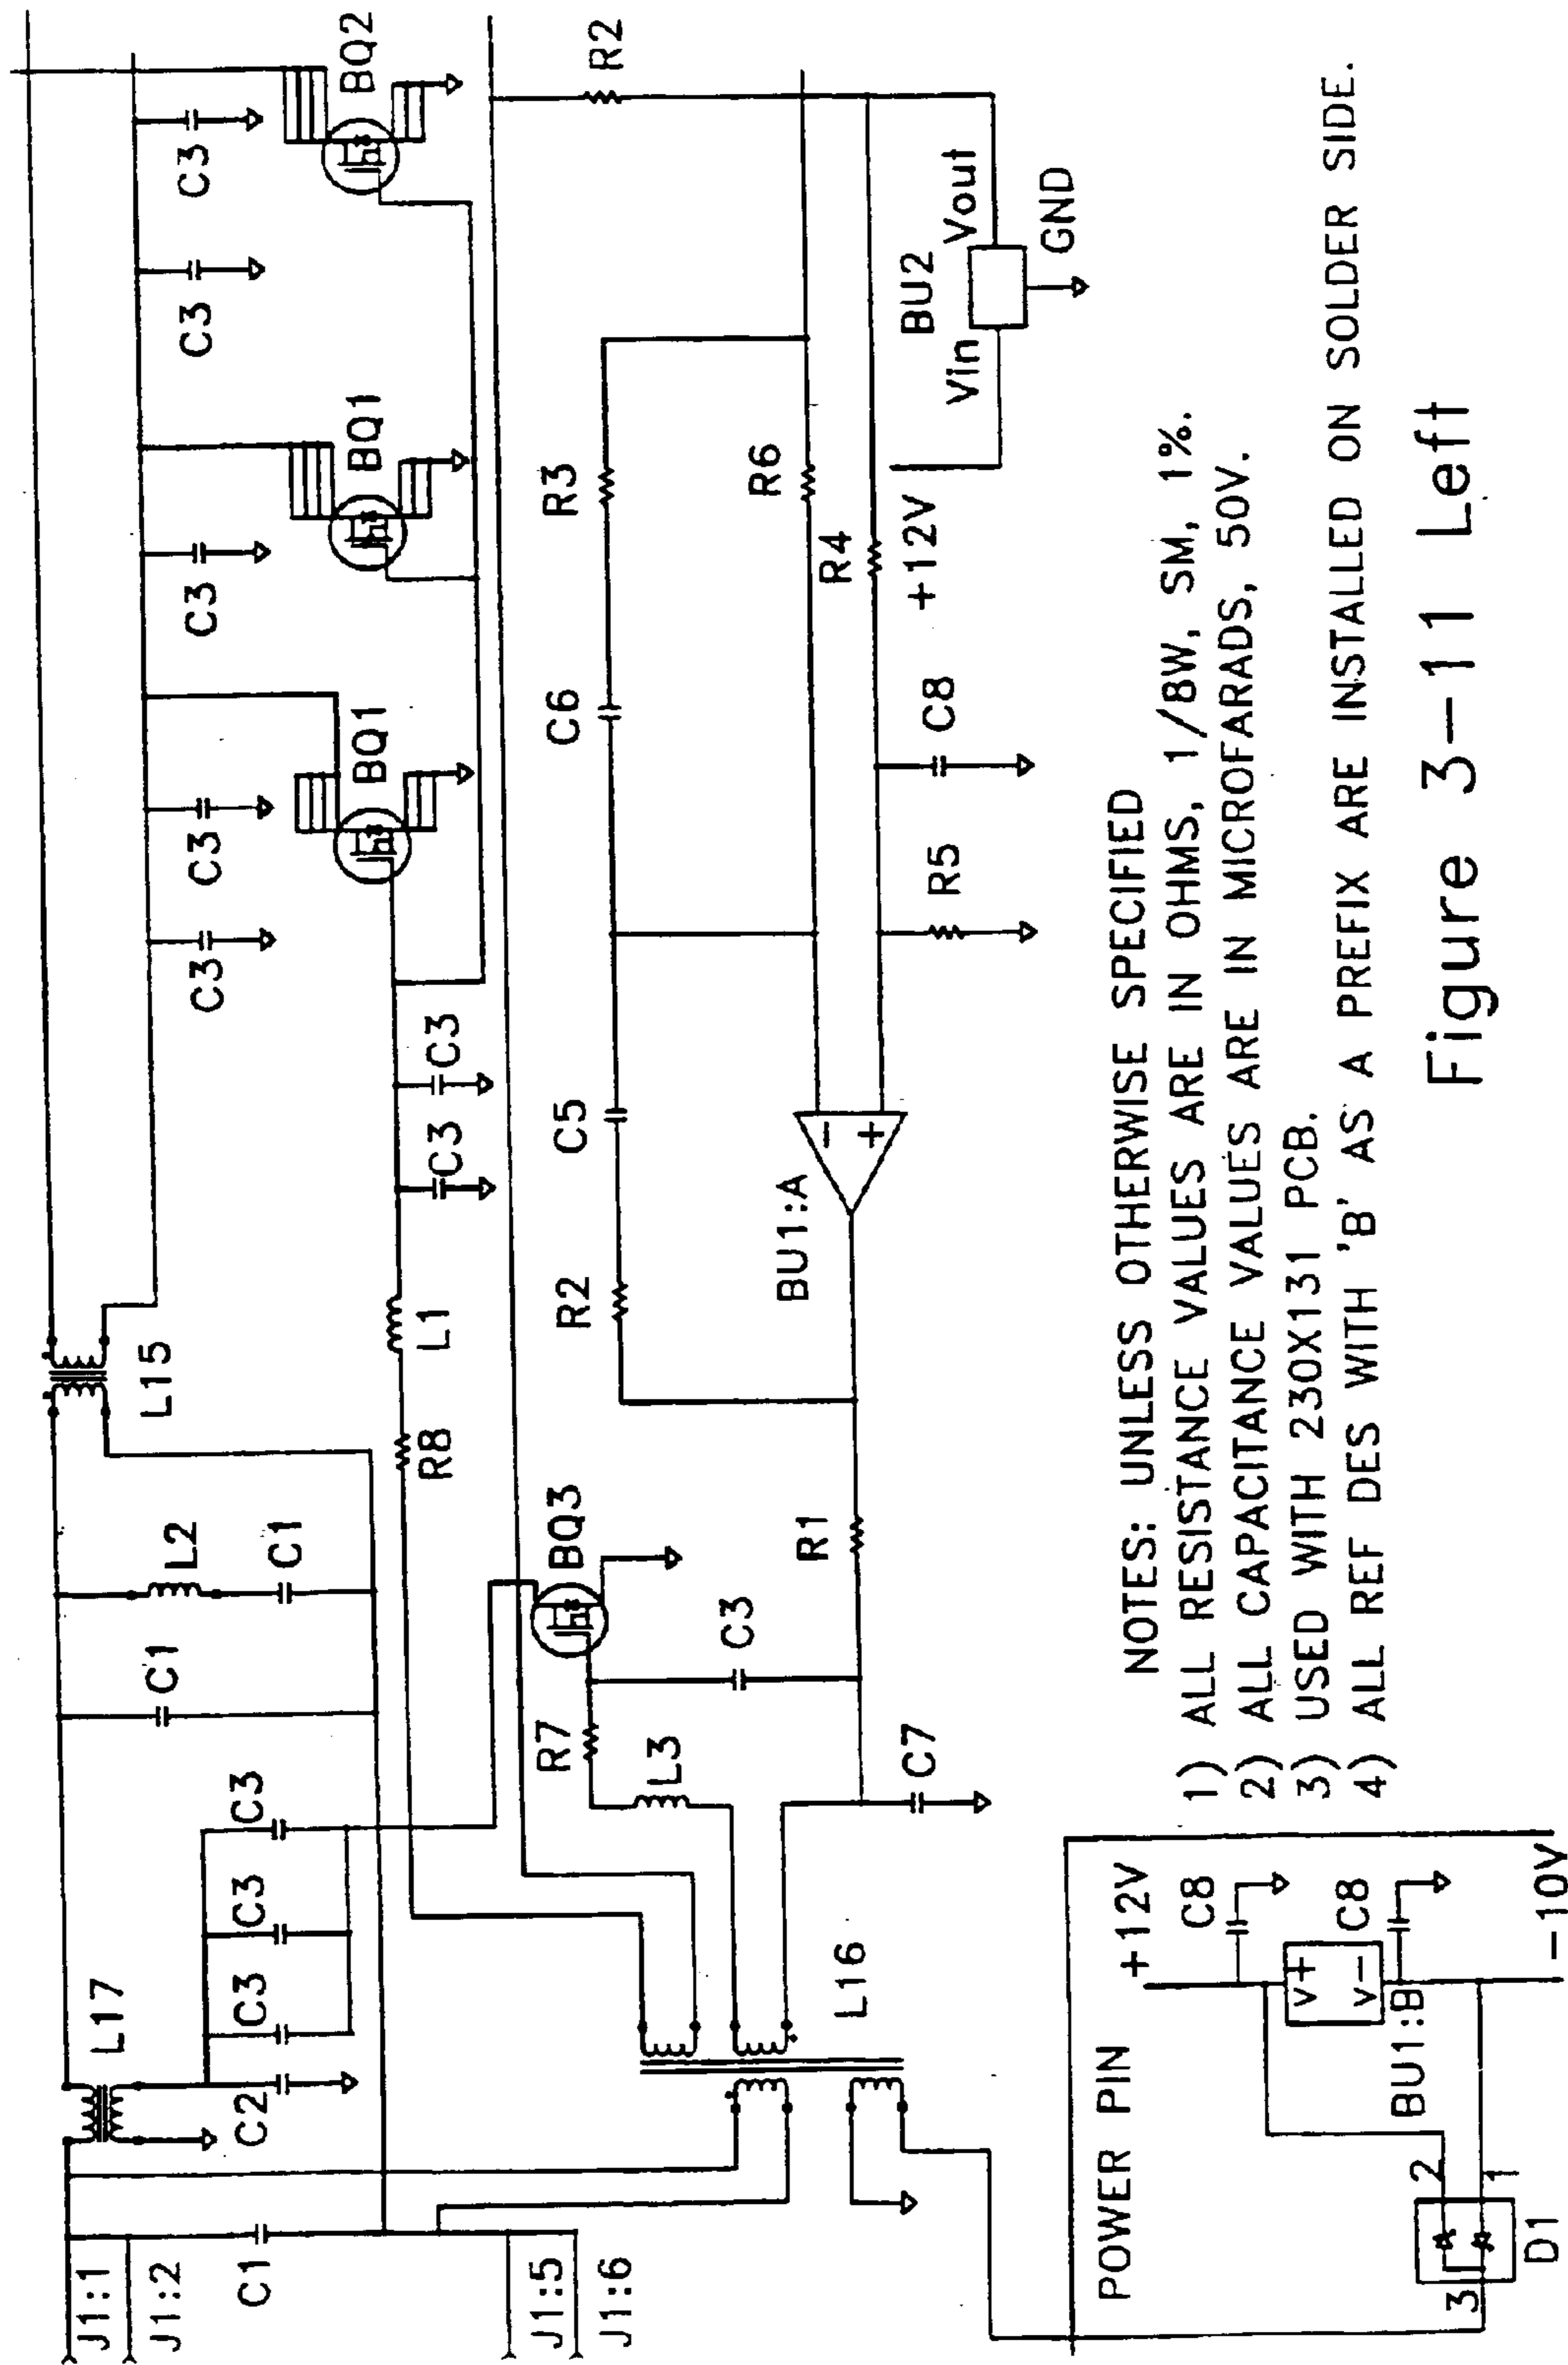 J1:1
J1:2
C1
J1:5
J1:6
L17
C2
C3
C3
C3
C1
L2
C1
L15
C3
C3
C3
C3
C3
BQ1
BQ1
BQ2
R8
L1
C3
C3
L16
R7
L3
BQ3
C3
C7
R1
R2
C5
C6
R3
BU1:A
−
+
R6
R4
R5
C8
+12V
R2
BU2
Vin
Vout
GND
POWER PIN
+12V
C8
V+
V−
C8
BU1:B
−10V
2
1
3
D1
NOTES: UNLESS OTHERWISE SPECIFIED
1) ALL RESISTANCE VALUES ARE IN OHMS, 1/8W, SM, 1%.
2) ALL CAPACITANCE VALUES ARE IN MICROFARADS, 50V.
3) USED WITH 230X131 PCB.
4) ALL REF DES WITH 'B' AS A PREFIX ARE INSTALLED ON SOLDER SIDE.
Figure 3-11 Left